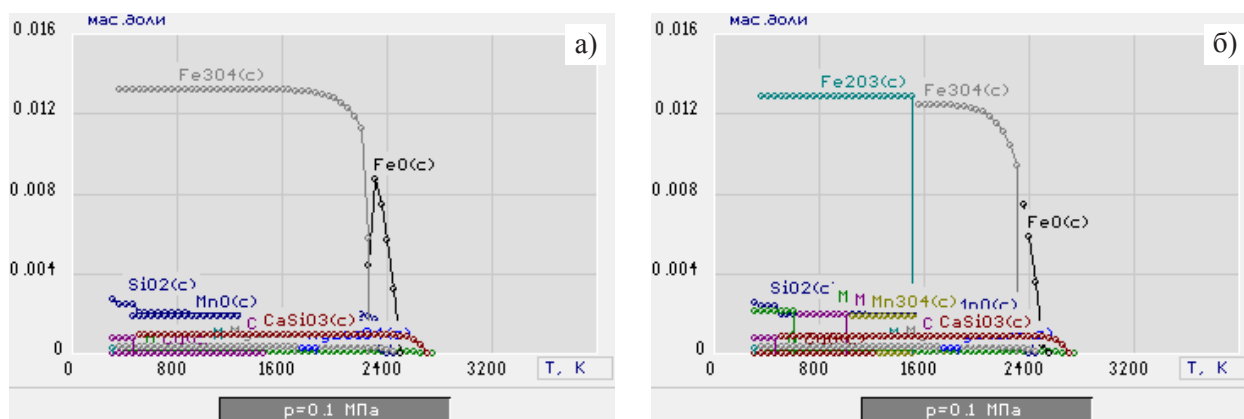 мас.доли
а)
0.016
Fe3O4(c)
0.012
FeO(c)
0.008
0.004
SiO2(c)
MnO(c)
CaSiO3(c)
0
800
1600
2400
3200
T, K
p=0.1 МПа
мас.доли
б)
0.016
Fe2O3(c)
Fe3O4(c)
0.012
0.008
FeO(c)
0.004
SiO2(c)
M M Mn3O4(c)
MnO(c)
C CaSiO3(c)
0
800
1600
2400
3200
T, K
p=0.1 МПа